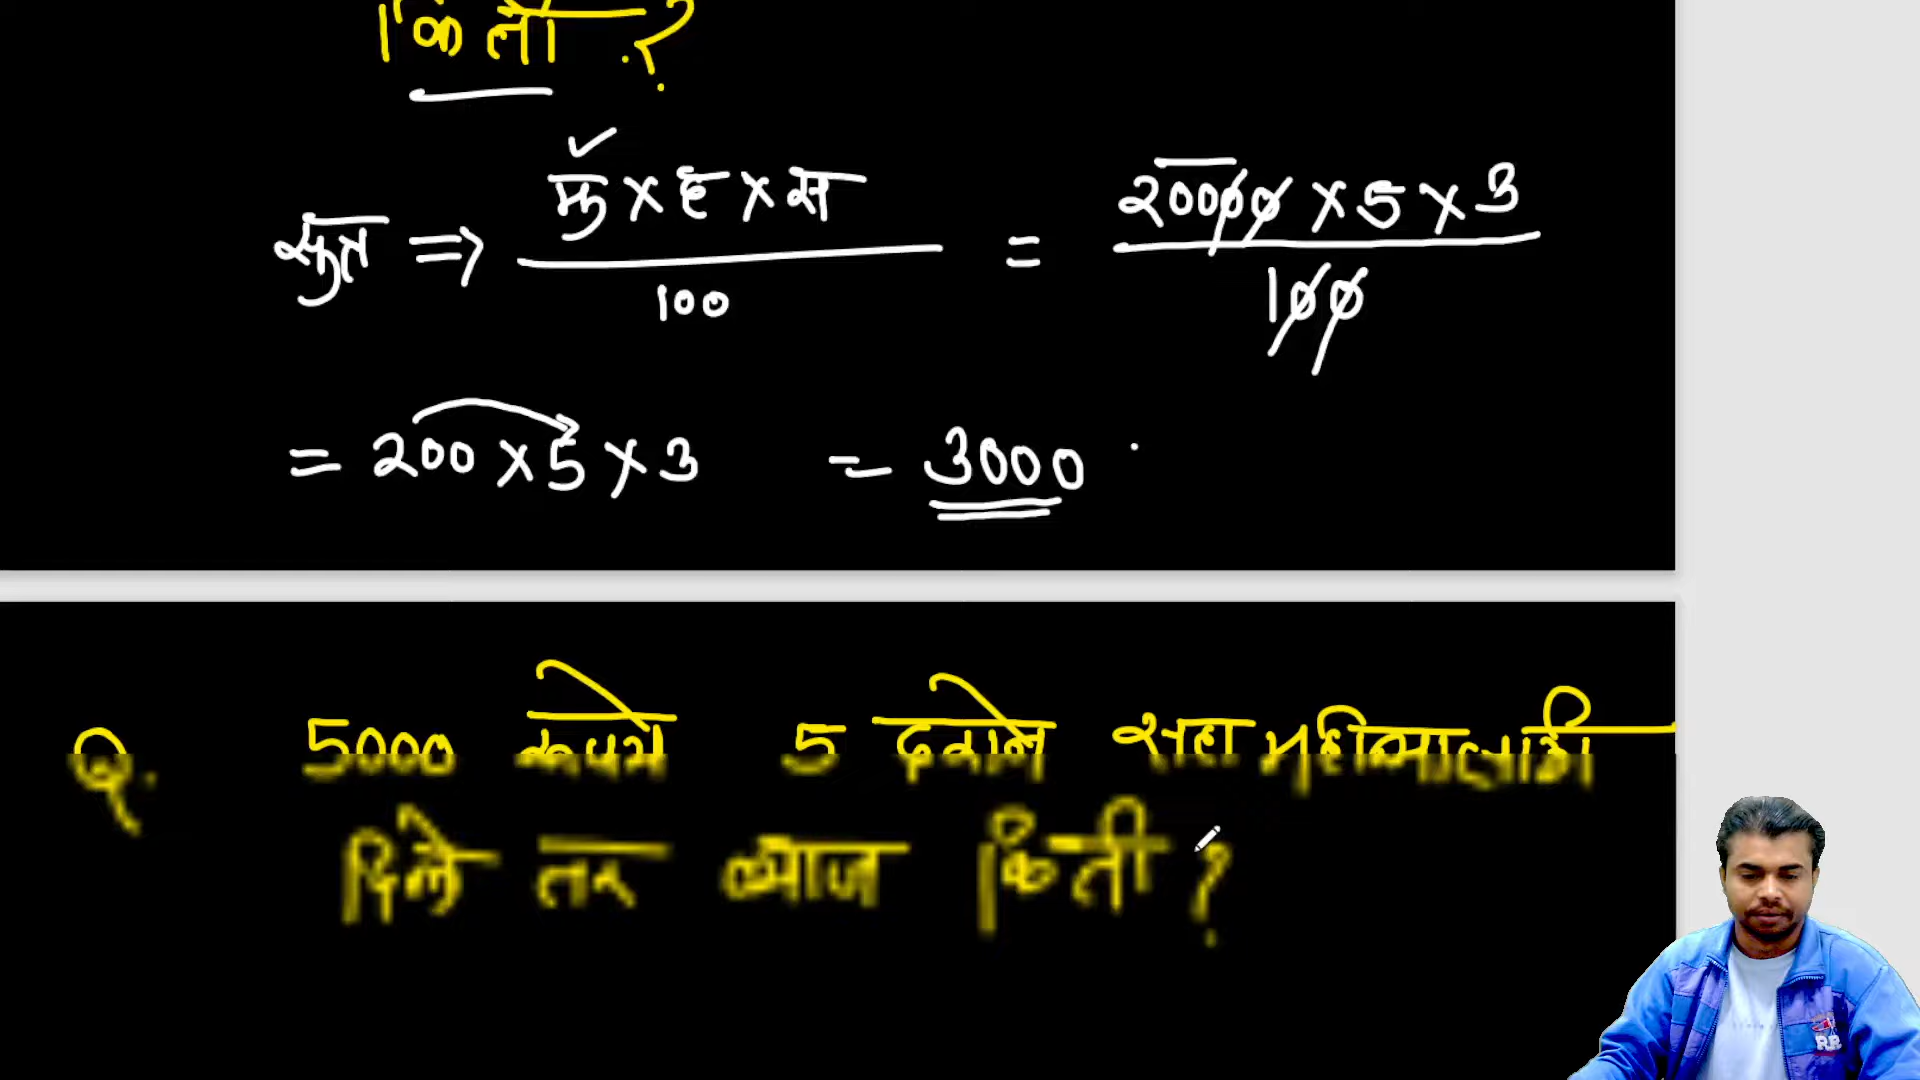 किती ?
सुत्र ⇒ मु × द × स / 100 = 20000 × 5 × 3 / 100
= 200 × 5 × 3 = 3000
Q. 5000 रूपये 5 दराने सहा महीन्यासाठी
दिले तर व्याज किती ?
R.R